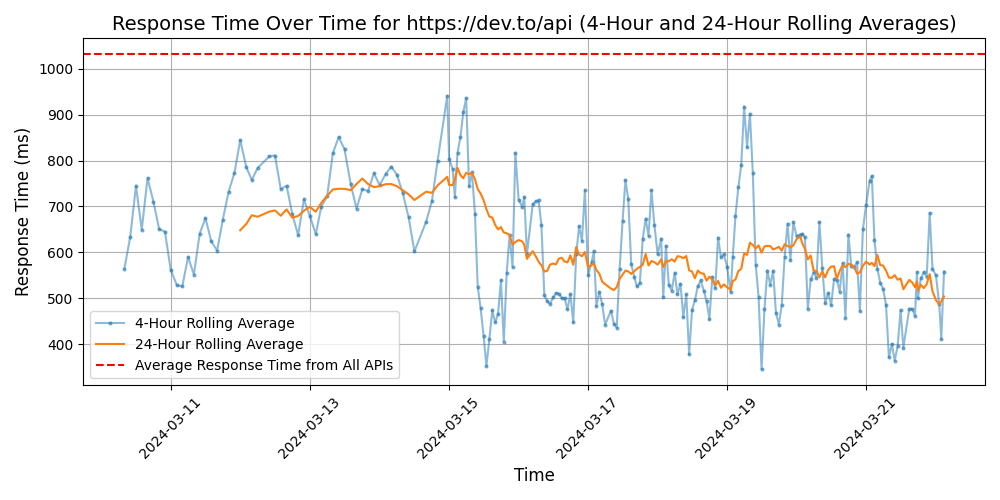 Response Time Over Time for https://dev.to/api (4-Hour and 24-Hour Rolling Averages)
Response Time (ms)
1000
900
800
700
600
500
400
4-Hour Rolling Average
24-Hour Rolling Average
Average Response Time from All APIs
2024-03-11
2024-03-13
2024-03-15
2024-03-17
2024-03-19
2024-03-21
Time